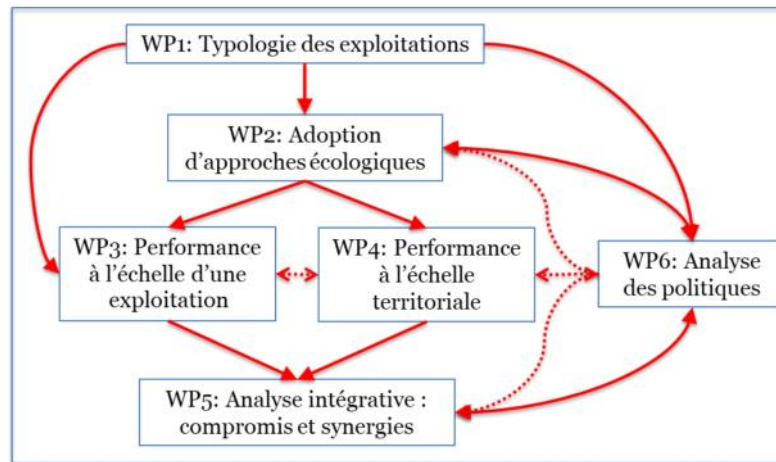 WP1: Typologie des exploitations
WP2: Adoption
d'approches écologiques
WP3: Performance
à l'échelle d'une
exploitation
WP4: Performance
à l'échelle
territoriale
WP6: Analyse
des politiques
WP5: Analyse intégrative :
compromis et synergies